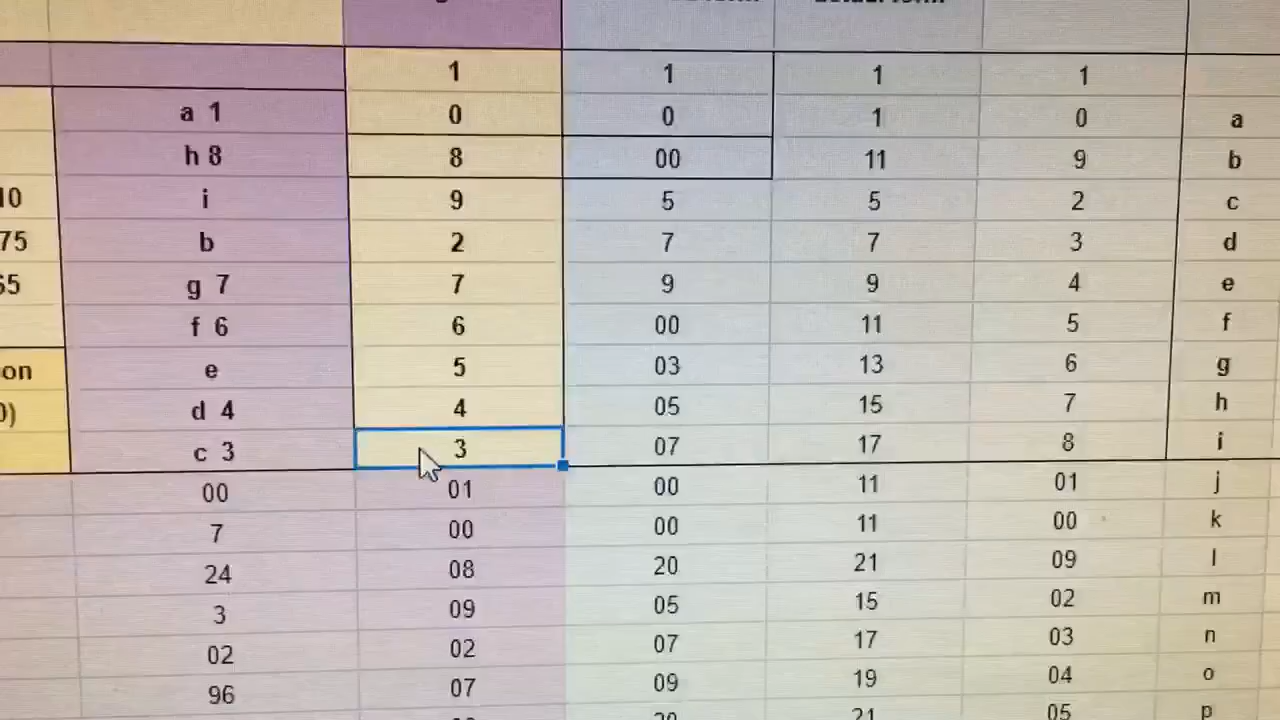 1 1 1 1
a 1 0 0 1 0 a
h 8 8 00 11 9 b
10 i 9 5 5 2 c
75 b 2 7 7 3 d
65 g 7 7 9 9 4 e
f 6 6 00 11 5 f
on e 5 03 13 6 g
0) d 4 4 05 15 7 h
c 3 3 07 17 8 i
00 01 00 11 01 j
7 00 00 11 00 k
24 08 20 21 09 l
3 09 05 15 02 m
02 02 07 17 03 n
96 07 09 19 04 o
20 21 05 p